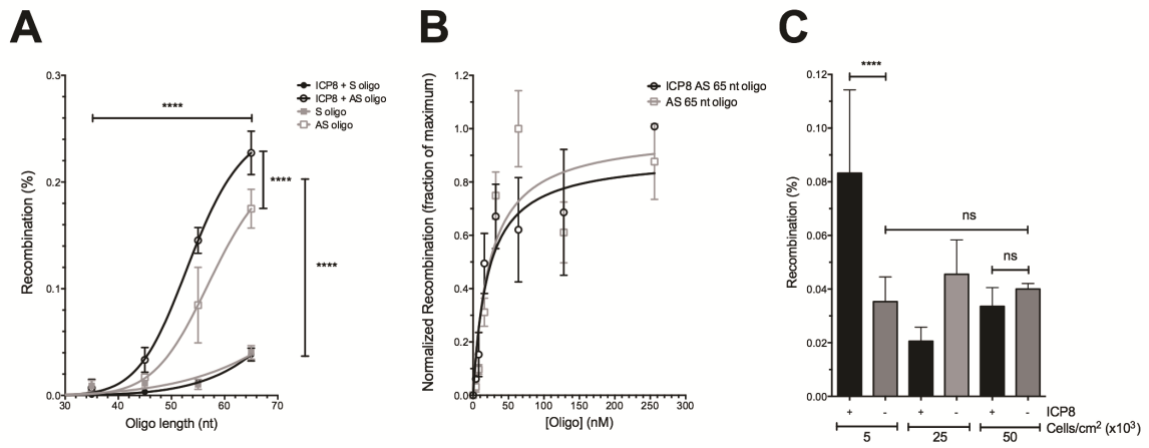 A
B
C
Recombination (%)
0.3
0.2
0.1
0.0
30
40
50
60
70
Oligo length (nt)
****
****
****
ICP8 + S oligo
ICP8 + AS oligo
S oligo
AS oligo
Normalized Recombination (fraction of maximum)
1.2
1.0
0.8
0.6
0.4
0.2
0.0
0
50
100
150
200
250
300
[Oligo] (nM)
ICP8 AS 65 nt oligo
AS 65 nt oligo
Recombination (%)
0.12
0.10
0.08
0.06
0.04
0.02
0.00
****
ns
ns
+ - + - + - ICP8
5 25 50 Cells/cm² (x10³)